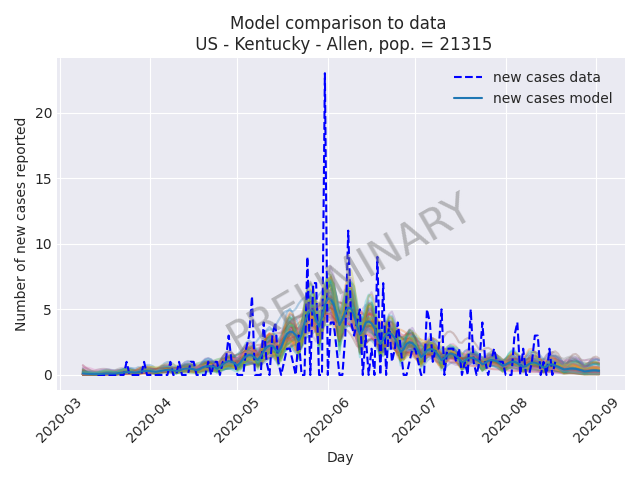 Model comparison to data
US - Kentucky - Allen, pop. = 21315
new cases data
new cases model
Number of new cases reported
20
15
10
5
0
PRELIMINARY
2020-03
2020-04
2020-05
2020-06
2020-07
2020-08
2020-09
Day